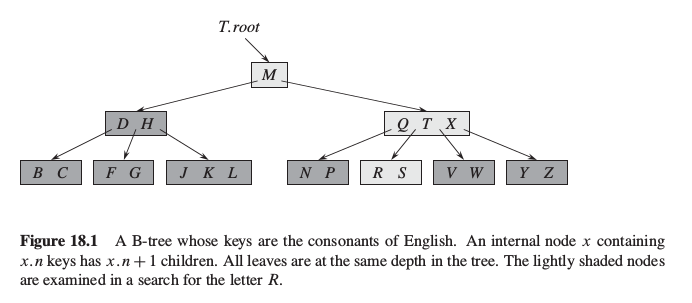 T.root
M
D H
Q T X
B C
F G
J K L
N P
R S
V W
Y Z
Figure 18.1 A B-tree whose keys are the consonants of English. An internal node x containing
x.n keys has x.n + 1 children. All leaves are at the same depth in the tree. The lightly shaded nodes
are examined in a search for the letter R.